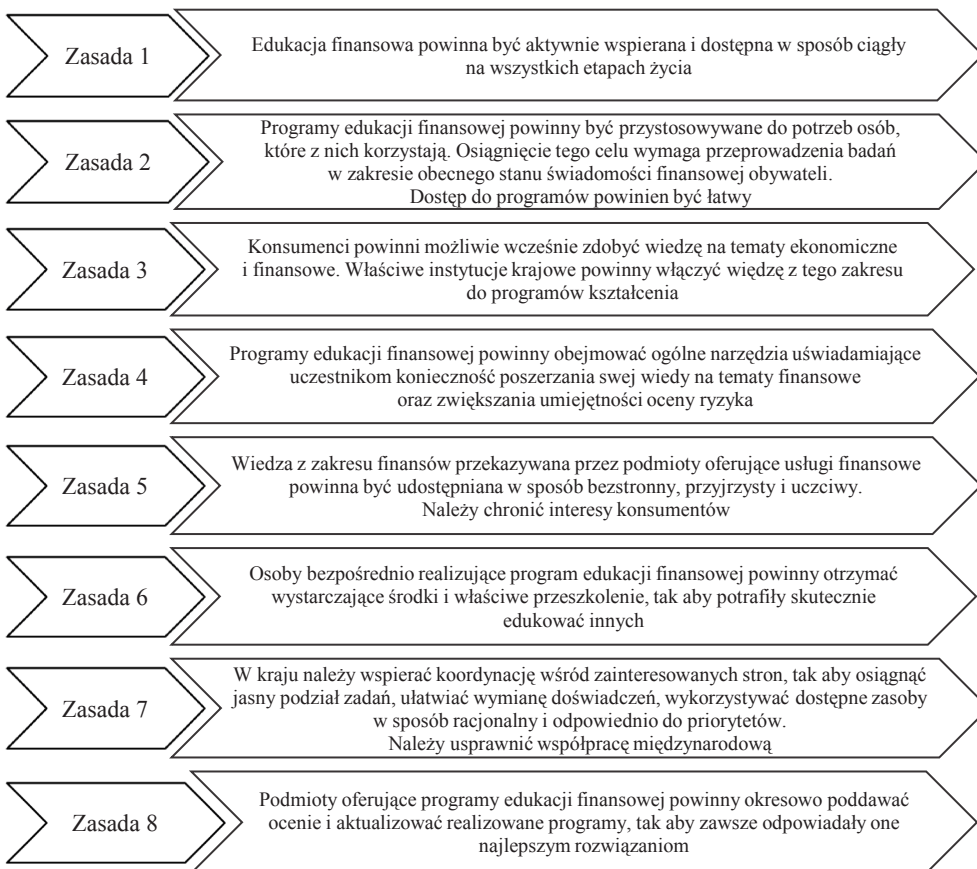 Zasada 1
Edukacja finansowa powinna być aktywnie wspierana i dostępna w sposób ciągły
na wszystkich etapach życia
Zasada 2
Programy edukacji finansowej powinny być przystosowywane do potrzeb osób,
które z nich korzystają. Osiągnięcie tego celu wymaga przeprowadzenia badań
w zakresie obecnego stanu świadomości finansowej obywateli.
Dostęp do programów powinien być łatwy
Zasada 3
Konsumenci powinni możliwie wcześnie zdobyć wiedzę na tematy ekonomiczne
i finansowe. Właściwe instytucje krajowe powinny włączyć więdzę z tego zakresu
do programów kształcenia
Zasada 4
Programy edukacji finansowej powinny obejmować ogólne narzędzia uświadamiające
uczestnikom konieczność poszerzania swej wiedy na tematy finansowe
oraz zwiększania umiejętności oceny ryzyka
Zasada 5
Wiedza z zakresu finansów przekazywana przez podmioty oferujące usługi finansowe
powinna być udostępniana w sposób bezstronny, przyjrzysty i uczciwy.
Należy chronić interesy konsumentów
Zasada 6
Osoby bezpośrednio realizujące program edukacji finansowej powinny otrzymać
wystarczające środki i właściwe przeszkolenie, tak aby potrafiły skutecznie
edukować innych
Zasada 7
W kraju należy wspierać koordynację wśród zainteresowanych stron, tak aby osiągnąć
jasny podział zadań, ułatwiać wymianę doświadczeń, wykorzystywać dostępne zasoby
w sposób racjonalny i odpowiednio do priorytetów.
Należy usprawnić współpracę międzynarodową
Zasada 8
Podmioty oferujące programy edukacji finansowej powinny okresowo poddawać
ocenie i aktualizować realizowane programy, tak aby zawsze odpowiadały one
najlepszym rozwiązaniom